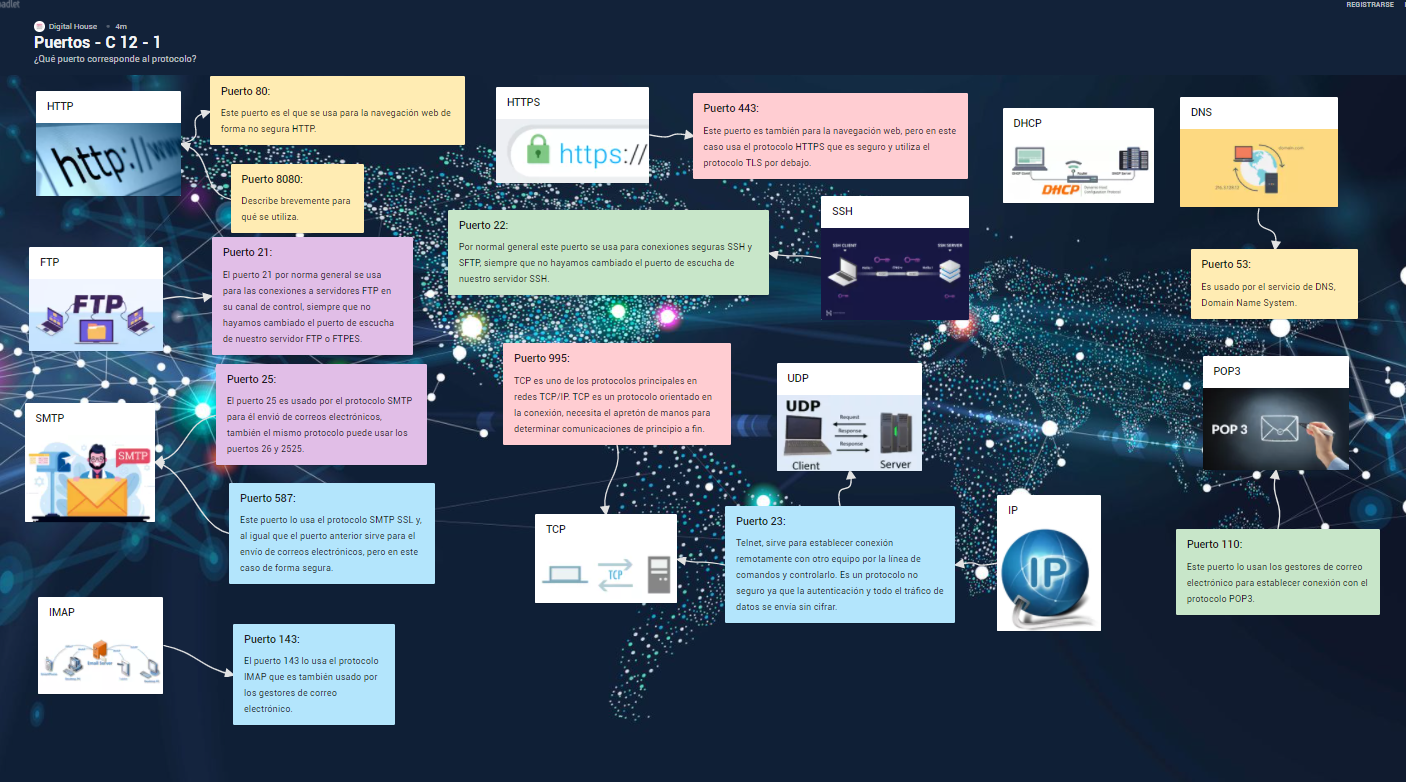 adlet
REGISTRARSE
Digital House • 4m
Puertos - C 12 - 1
¿Qué puerto corresponde al protocolo?
HTTP
http://www
Puerto 80:
Este puerto es el que se usa para la navegación web de
forma no segura HTTP.
Puerto 8080:
Describe brevemente para
qué se utiliza.
HTTPS
https://
Puerto 443:
Este puerto es también para la navegación web, pero en este
caso usa el protocolo HTTPS que es seguro y utiliza el
protocolo TLS por debajo.
DHCP
DHCP
DNS
domain.com
FTP
FTP
Puerto 21:
El puerto 21 por norma general se usa
para las conexiones a servidores FTP en
su canal de control, siempre que no
hayamos cambiado el puerto de escucha
de nuestro servidor FTP o FTPES.
Puerto 22:
Por normal general este puerto se usa para conexiones seguras SSH y
SFTP, siempre que no hayamos cambiado el puerto de escucha de
nuestro servidor SSH.
SSH
SSH CLIENT
SSH SERVER
Puerto 53:
Es usado por el servicio de DNS,
Domain Name System.
SMTP
SMTP
Puerto 25:
El puerto 25 es usado por el protocolo SMTP
para él envió de correos electrónicos,
también el mismo protocolo puede usar los
puertos 26 y 2525.
Puerto 995:
TCP es uno de los protocolos principales en
redes TCP/IP. TCP es un protocolo orientado en
la conexión, necesita el apretón de manos para
determinar comunicaciones de principio a fin.
UDP
UDP
Request
Response
Response
Client
Server
POP3
POP 3
Puerto 587:
Este puerto lo usa el protocolo SMTP SSL y,
al igual que el puerto anterior sirve para el
envío de correos electrónicos, pero en este
caso de forma segura.
TCP
TCP
Puerto 23:
Telnet, sirve para establecer conexión
remotamente con otro equipo por la línea de
comandos y controlarlo. Es un protocolo no
seguro ya que la autenticación y todo el tráfico de
datos se envía sin cifrar.
IP
IP
Puerto 110:
Este puerto lo usan los gestores de correo
electrónico para establecer conexión con el
protocolo POP3.
IMAP
Email Server
Puerto 143:
El puerto 143 lo usa el protocolo
IMAP que es también usado por
los gestores de correo
electrónico.